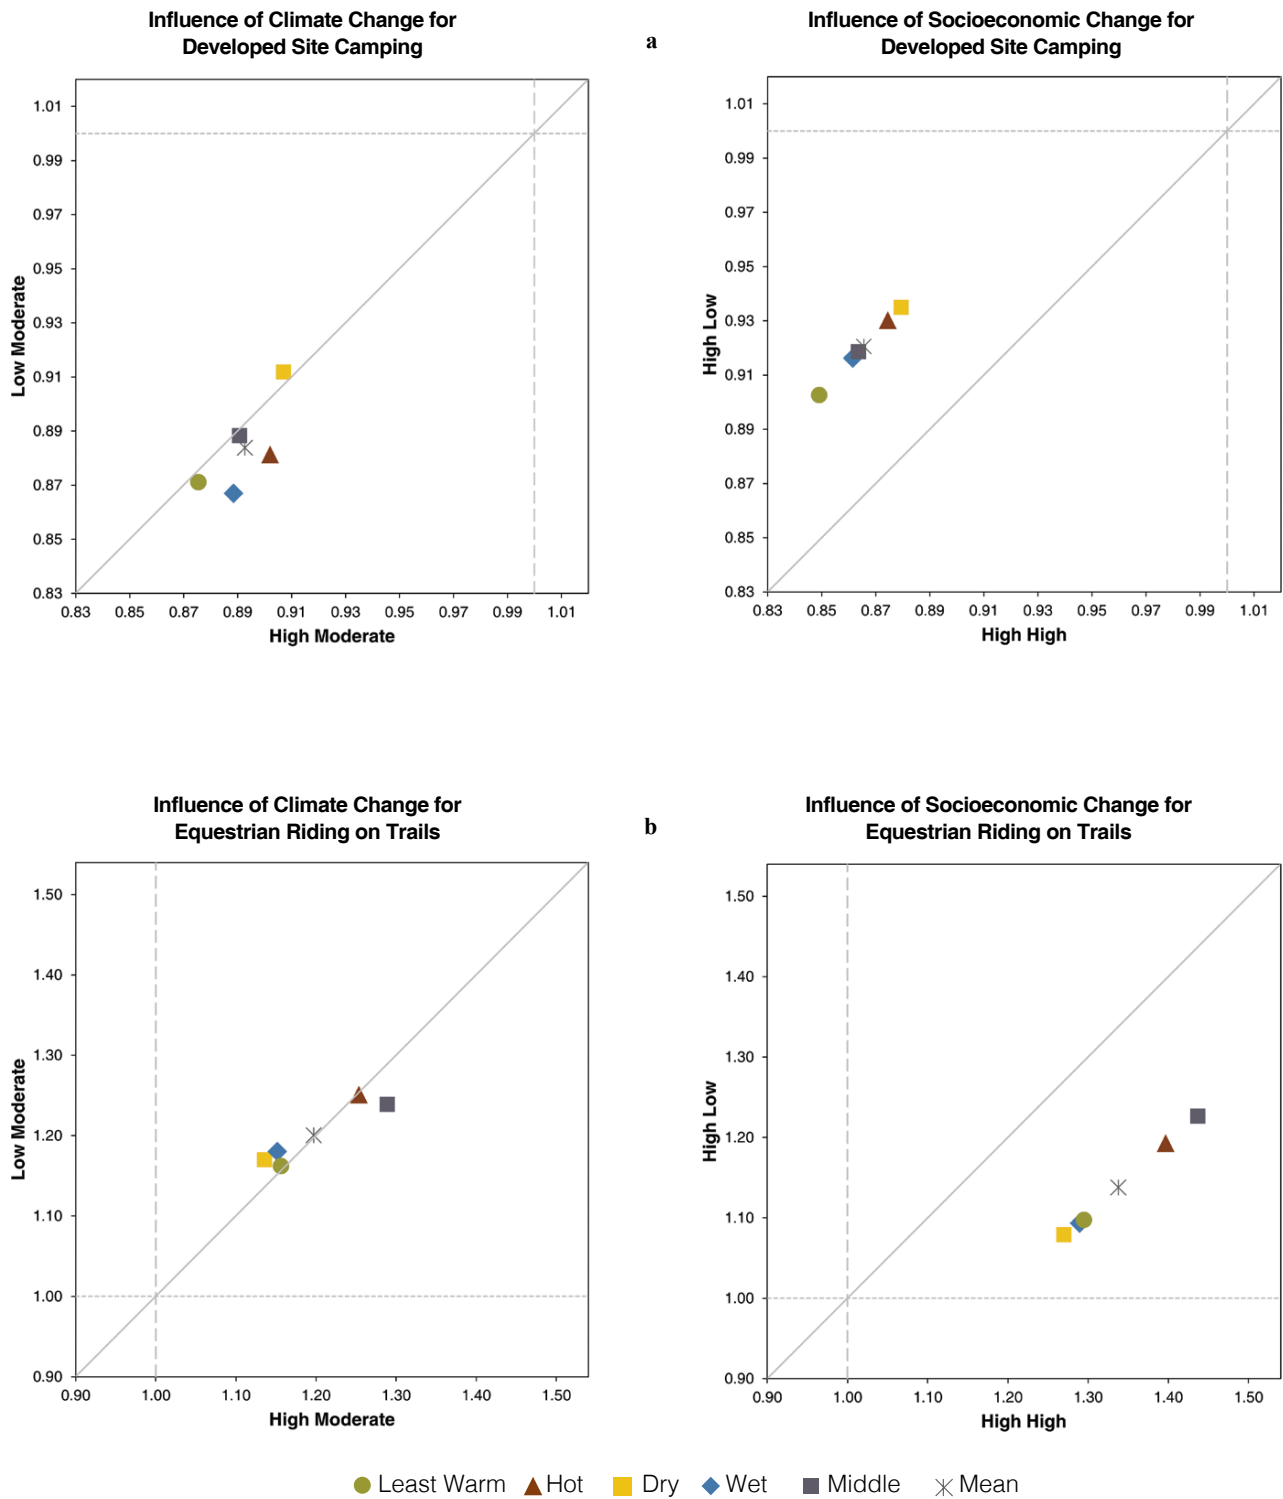 Influence of Climate Change for
Developed Site Camping
a
Influence of Socioeconomic Change for
Developed Site Camping
1.01
0.99
0.97
0.95
0.93
0.91
0.89
0.87
0.85
0.83
Low Moderate
0.83 0.85 0.87 0.89 0.91 0.93 0.95 0.97 0.99 1.01
High Moderate
1.01
0.99
0.97
0.95
0.93
0.91
0.89
0.87
0.85
0.83
High Low
0.83 0.85 0.87 0.89 0.91 0.93 0.95 0.97 0.99 1.01
High High
Influence of Climate Change for
Equestrian Riding on Trails
b
Influence of Socioeconomic Change for
Equestrian Riding on Trails
1.50
1.40
1.30
1.20
1.10
1.00
0.90
Low Moderate
0.90 1.00 1.10 1.20 1.30 1.40 1.50
High Moderate
1.50
1.40
1.30
1.20
1.10
1.00
0.90
High Low
0.90 1.00 1.10 1.20 1.30 1.40 1.50
High High
Least Warm Hot Dry Wet Middle Mean